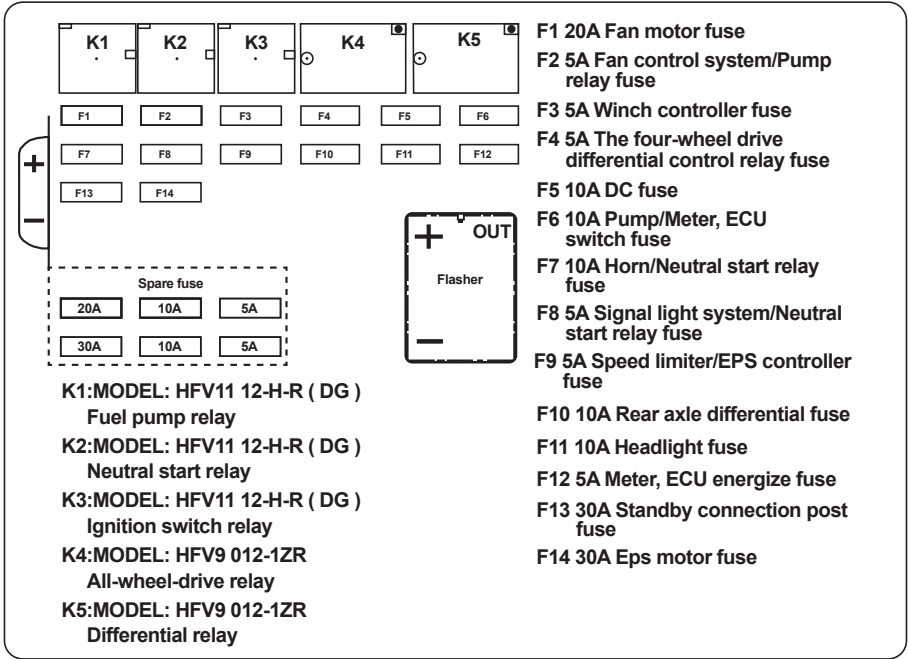 K1 K2 K3 K4 K5
F1 F2 F3 F4 F5 F6
F7 F8 F9 F10 F11 F12
F13 F14
+
−
+ OUT
Flasher
−
Spare fuse
20A 10A 5A
30A 10A 5A
K1:MODEL: HFV11 12-H-R ( DG )
Fuel pump relay
K2:MODEL: HFV11 12-H-R ( DG )
Neutral start relay
K3:MODEL: HFV11 12-H-R ( DG )
Ignition switch relay
K4:MODEL: HFV9 012-1ZR
All-wheel-drive relay
K5:MODEL: HFV9 012-1ZR
Differential relay
F1 20A Fan motor fuse
F2 5A Fan control system/Pump
relay fuse
F3 5A Winch controller fuse
F4 5A The four-wheel drive
differential control relay fuse
F5 10A DC fuse
F6 10A Pump/Meter, ECU
switch fuse
F7 10A Horn/Neutral start relay
fuse
F8 5A Signal light system/Neutral
start relay fuse
F9 5A Speed limiter/EPS controller
fuse
F10 10A Rear axle differential fuse
F11 10A Headlight fuse
F12 5A Meter, ECU energize fuse
F13 30A Standby connection post
fuse
F14 30A Eps motor fuse